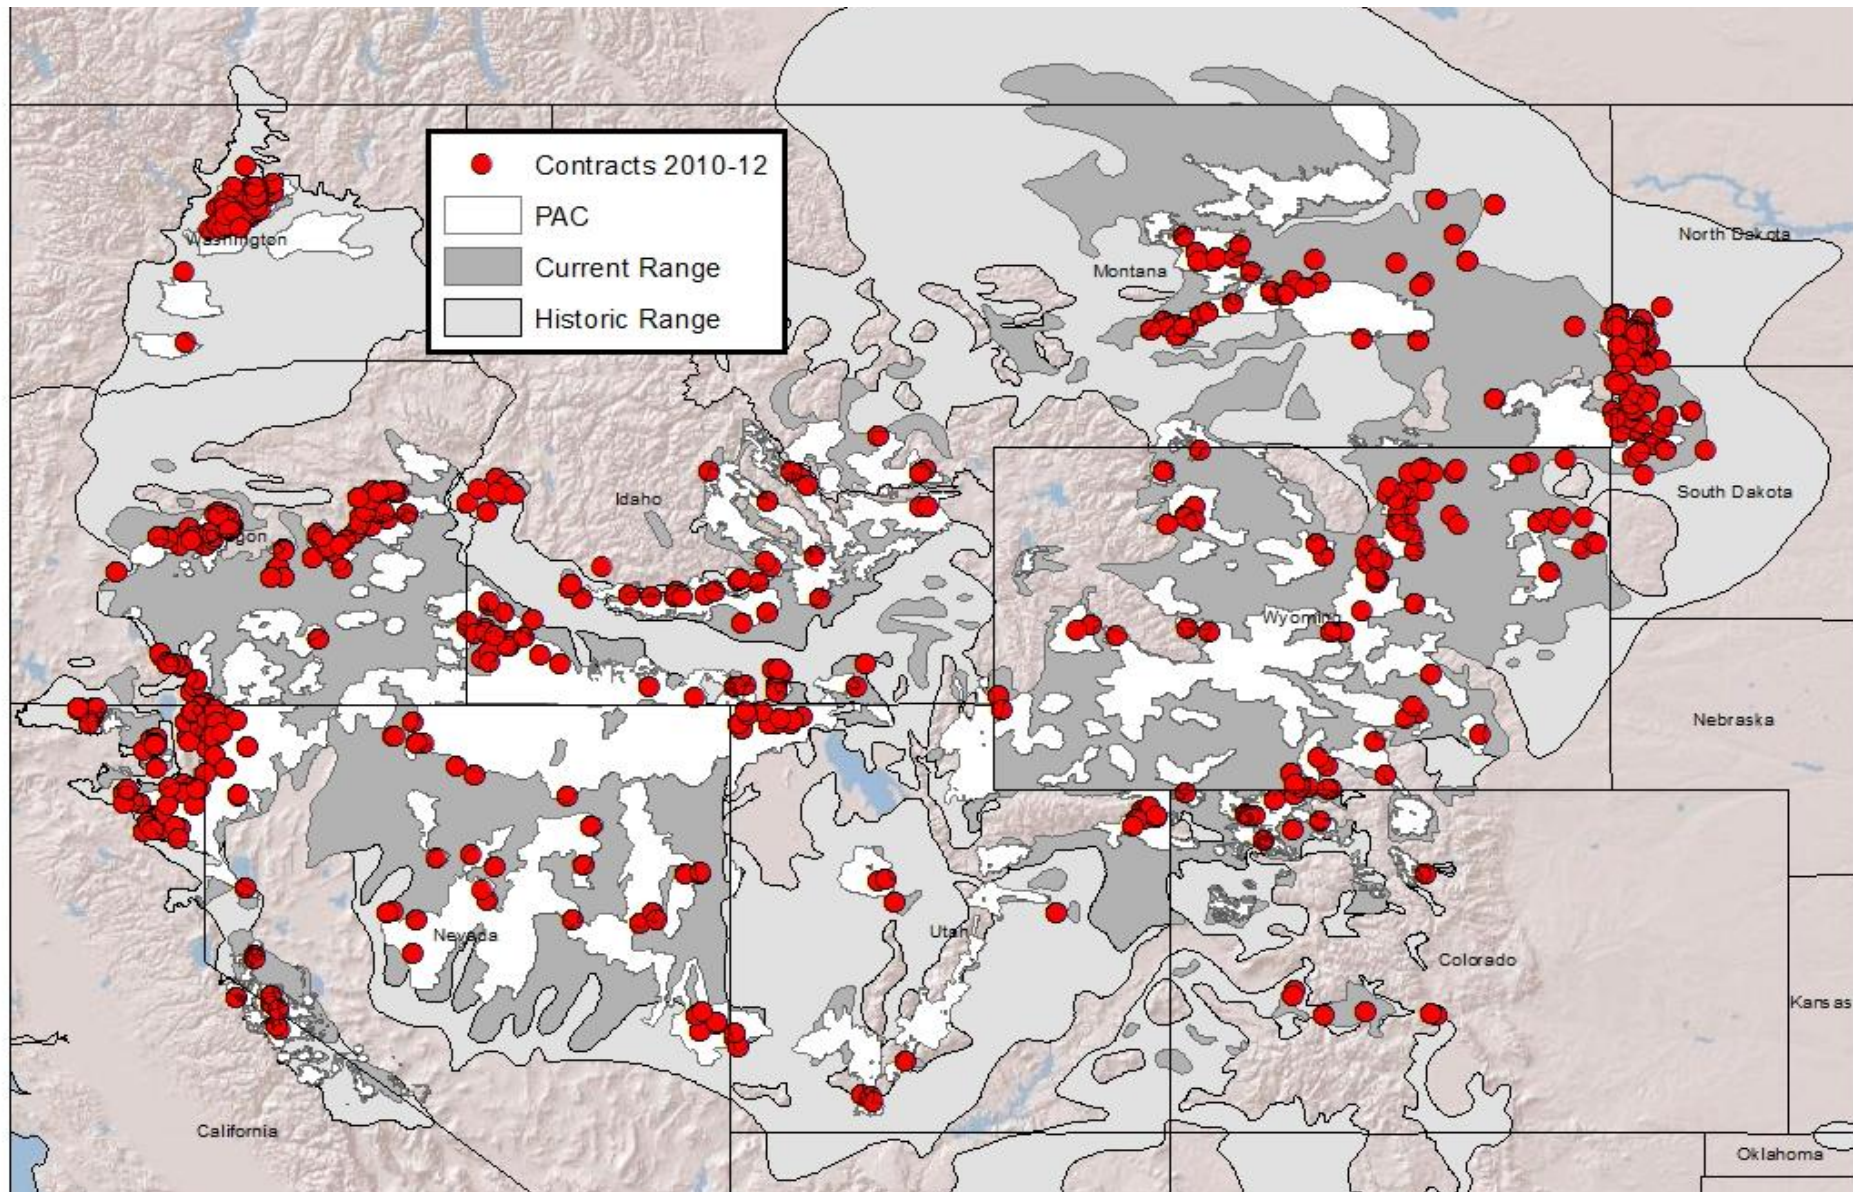 Contracts 2010-12
PAC
Current Range
Historic Range
Washington
North Dakota
Montana
Idaho
South Dakota
gon
Wyoming
Nebraska
Nevada
Utah
Colorado
Kansas
California
Oklahoma